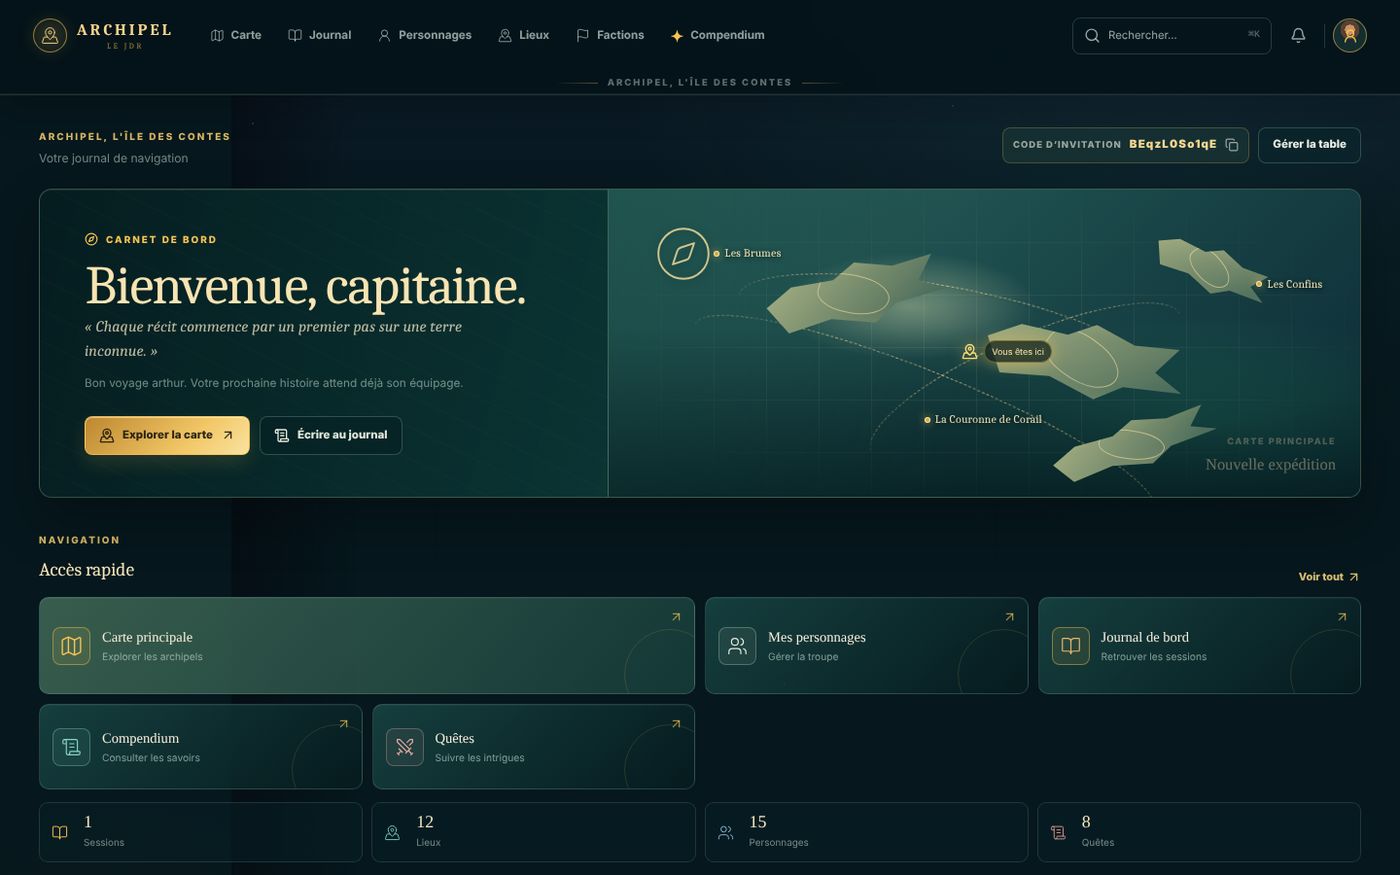 ARCHIPEL
LE JDR
Carte
Journal
Personnages
Lieux
Factions
Compendium
Rechercher...
⌘K
ARCHIPEL, L'ÎLE DES CONTES
ARCHIPEL, L'ÎLE DES CONTES
Votre journal de navigation
CODE D'INVITATION BEqzL0So1qE
Gérer la table
CARNET DE BORD
Bienvenue, capitaine.
« Chaque récit commence par un premier pas sur une terre
inconnue. »
Bon voyage arthur. Votre prochaine histoire attend déjà son équipage.
Explorer la carte
Écrire au journal
Les Brumes
Les Confins
Vous êtes ici
La Couronne de Corail
CARTE PRINCIPALE
Nouvelle expédition
NAVIGATION
Accès rapide
Voir tout
Carte principale
Explorer les archipels
Mes personnages
Gérer la troupe
Journal de bord
Retrouver les sessions
Compendium
Consulter les savoirs
Quêtes
Suivre les intrigues
1
Sessions
12
Lieux
15
Personnages
8
Quêtes